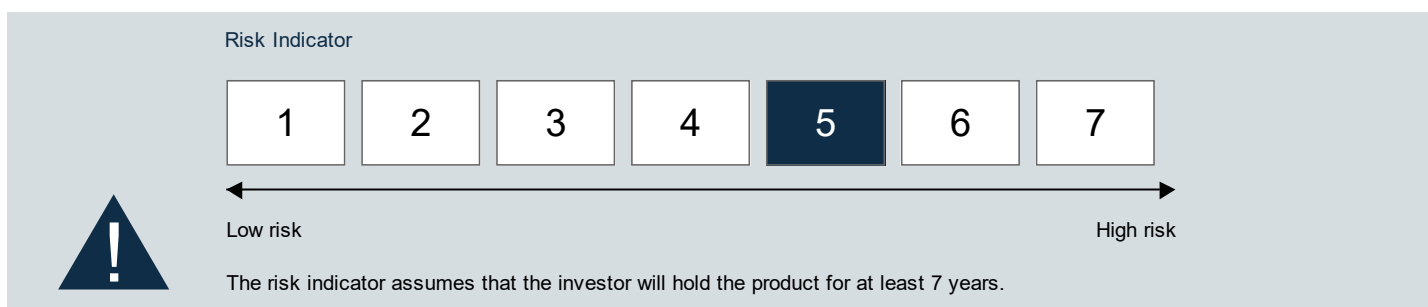 Risk Indicator
1 2 3 4 5 6 7
Low risk High risk
!
The risk indicator assumes that the investor will hold the product for at least 7 years.